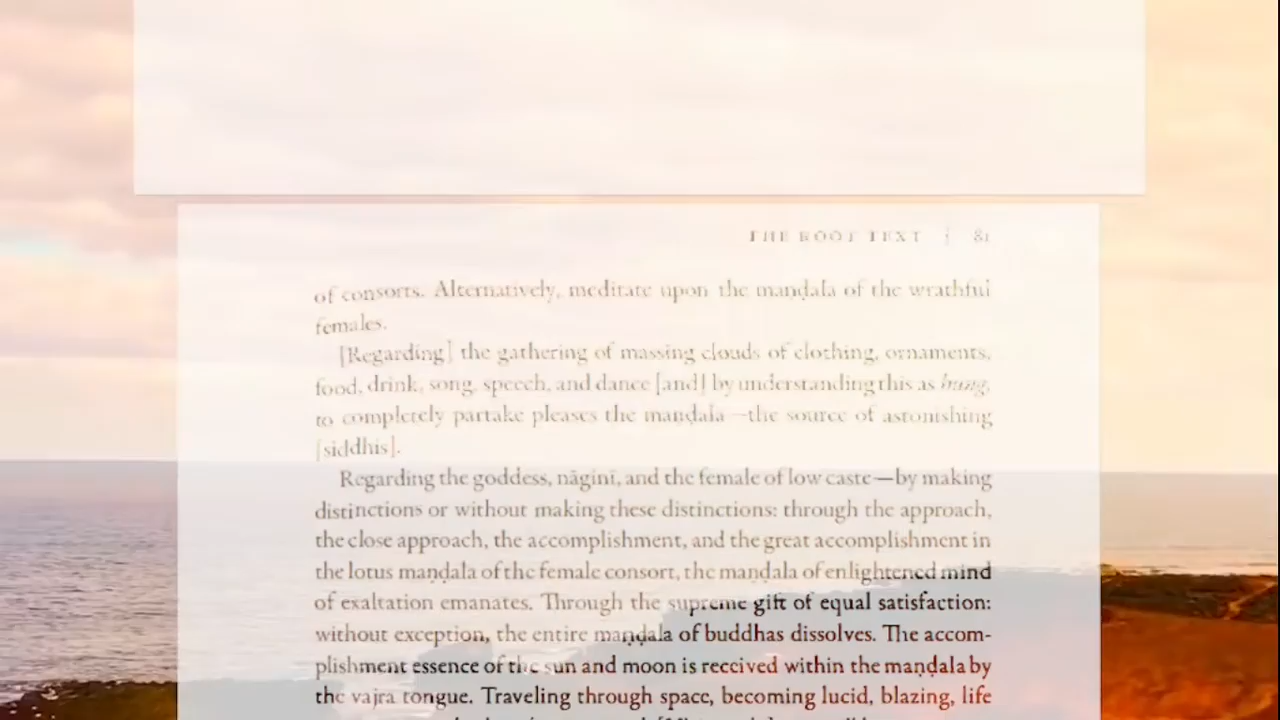 THE ROOT TEXT | 81
of consorts. Alternatively, meditate upon the maṇḍala of the wrathful
females.
[Regarding] the gathering of massing clouds of clothing, ornaments,
food, drink, song, speech, and dance [and] by understanding this as hung,
to completely partake pleases the maṇḍala—the source of astonishing
[siddhis].
Regarding the goddess, nāginī, and the female of low caste—by making
distinctions or without making these distinctions: through the approach,
the close approach, the accomplishment, and the great accomplishment in
the lotus maṇḍala of the female consort, the maṇḍala of enlightened mind
of exaltation emanates. Through the supreme gift of equal satisfaction:
without exception, the entire maṇḍala of buddhas dissolves. The accom-
plishment essence of the sun and moon is received within the maṇḍala by
the vajra tongue. Traveling through space, becoming lucid, blazing, life